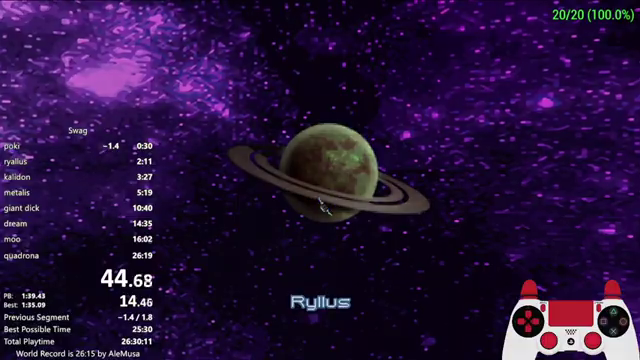 20/20 (100.0%)
Swag
poki −1.4 0:30
ryallus 2:11
kalidon 3:27
metalis 5:19
giant dick 10:40
dream 14:35
moo 16:02
quadrona 26:19
44.68
PB: 1:39.43
Best: 1:35.09 14.46
Previous Segment −1.4 / 1.8
Best Possible Time 25:30
Total Playtime 26:30:11
World Record is 26:15 by AleMusa
Ryllus